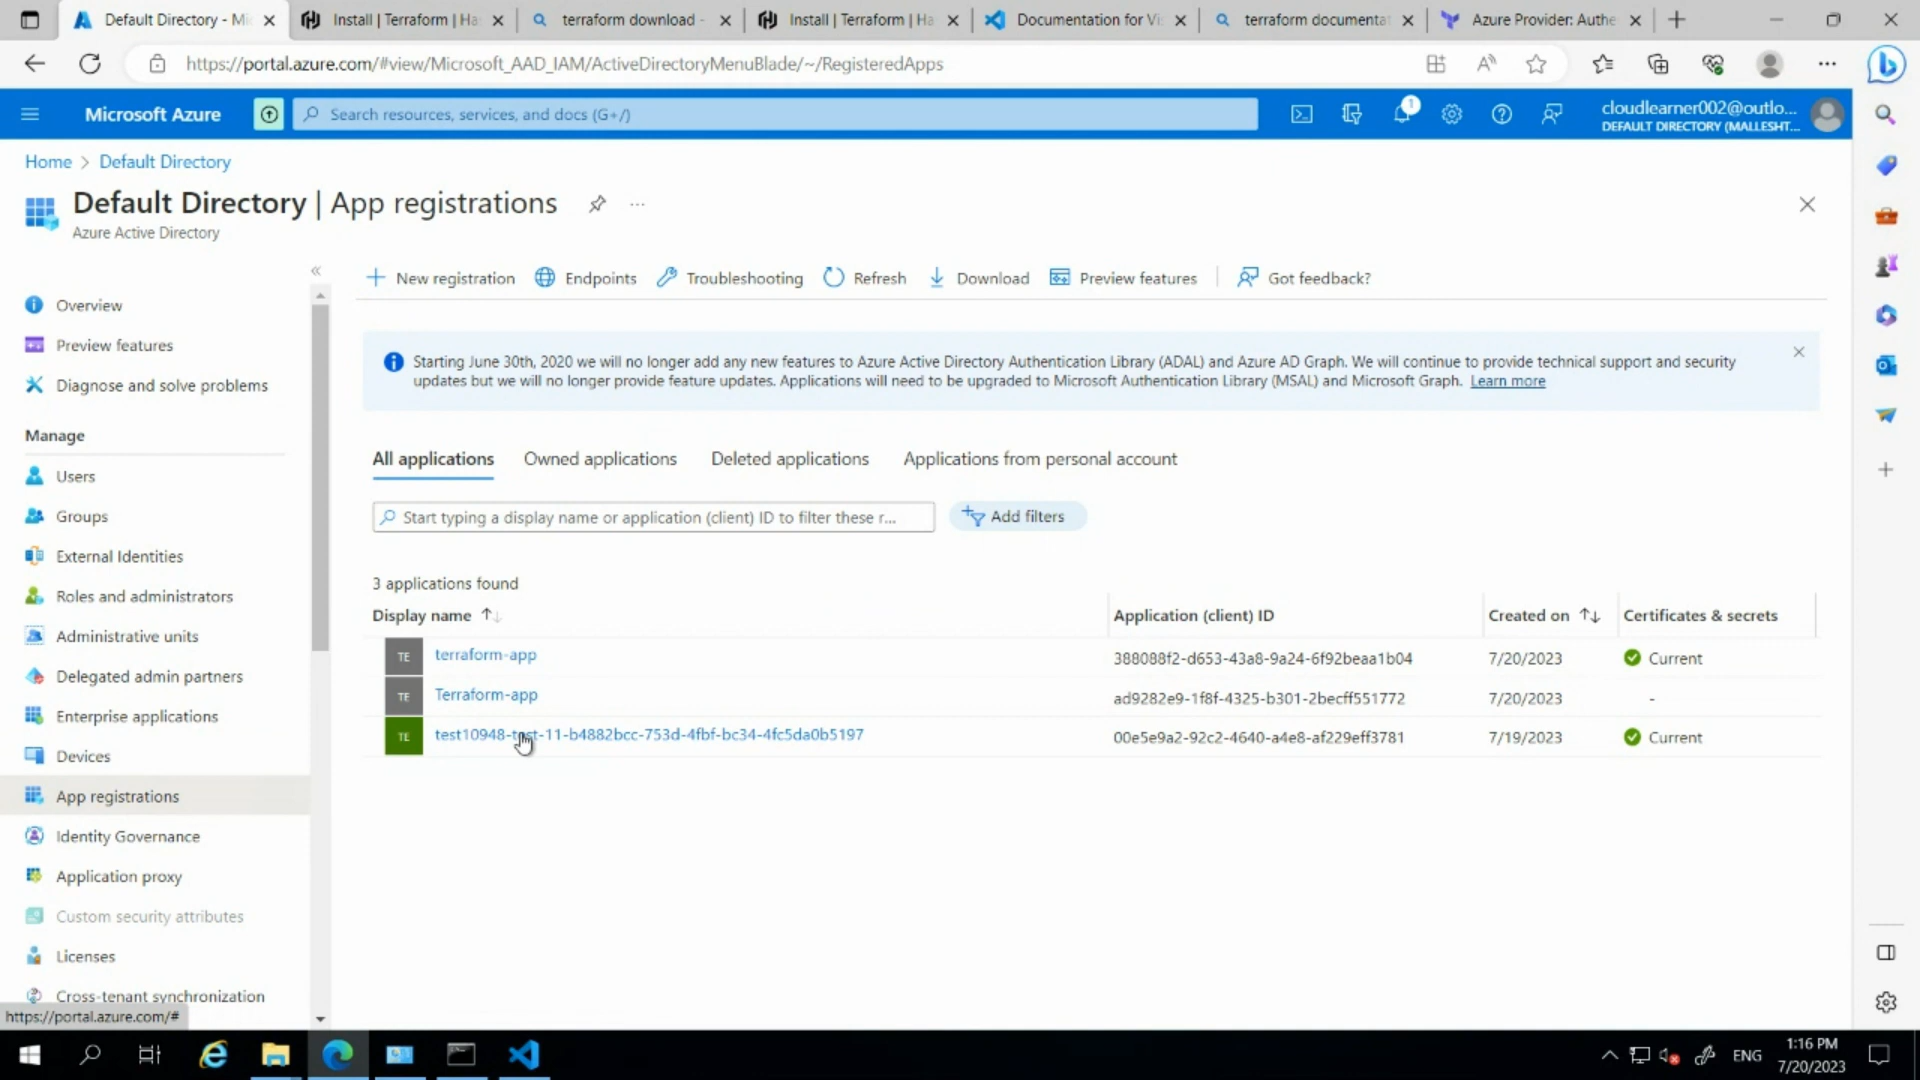 Default Directory - Mi
Install | Terraform | Ha
terraform download -
Install | Terraform | Ha
Documentation for Vi
terraform documenta
Azure Provider: Authe
https://portal.azure.com/#view/Microsoft_AAD_IAM/ActiveDirectoryMenuBlade/~/RegisteredApps
Microsoft Azure
Search resources, services, and docs (G+/)
1
cloudlearner002@outlo...
DEFAULT DIRECTORY (MALLESHT...
Home > Default Directory
Default Directory | App registrations
Azure Active Directory
New registration
Endpoints
Troubleshooting
Refresh
Download
Preview features
Got feedback?
Overview
Preview features
Diagnose and solve problems
Manage
Users
Groups
External Identities
Roles and administrators
Administrative units
Delegated admin partners
Enterprise applications
Devices
App registrations
Identity Governance
Application proxy
Custom security attributes
Licenses
Cross-tenant synchronization
https://portal.azure.com/#
Starting June 30th, 2020 we will no longer add any new features to Azure Active Directory Authentication Library (ADAL) and Azure AD Graph. We will continue to provide technical support and security
updates but we will no longer provide feature updates. Applications will need to be upgraded to Microsoft Authentication Library (MSAL) and Microsoft Graph. Learn more
All applications
Owned applications
Deleted applications
Applications from personal account
Start typing a display name or application (client) ID to filter these r...
Add filters
3 applications found
Display name
Application (client) ID
Created on
Certificates & secrets
TE terraform-app 388088f2-d653-43a8-9a24-6f92beaa1b04 7/20/2023 Current
TE Terraform-app ad9282e9-1f8f-4325-b301-2becff551772 7/20/2023 -
TE test10948-test-11-b4882bcc-753d-4fbf-bc34-4fc5da0b5197 00e5e9a2-92c2-4640-a4e8-af229eff3781 7/19/2023 Current
ENG
1:16 PM
7/20/2023